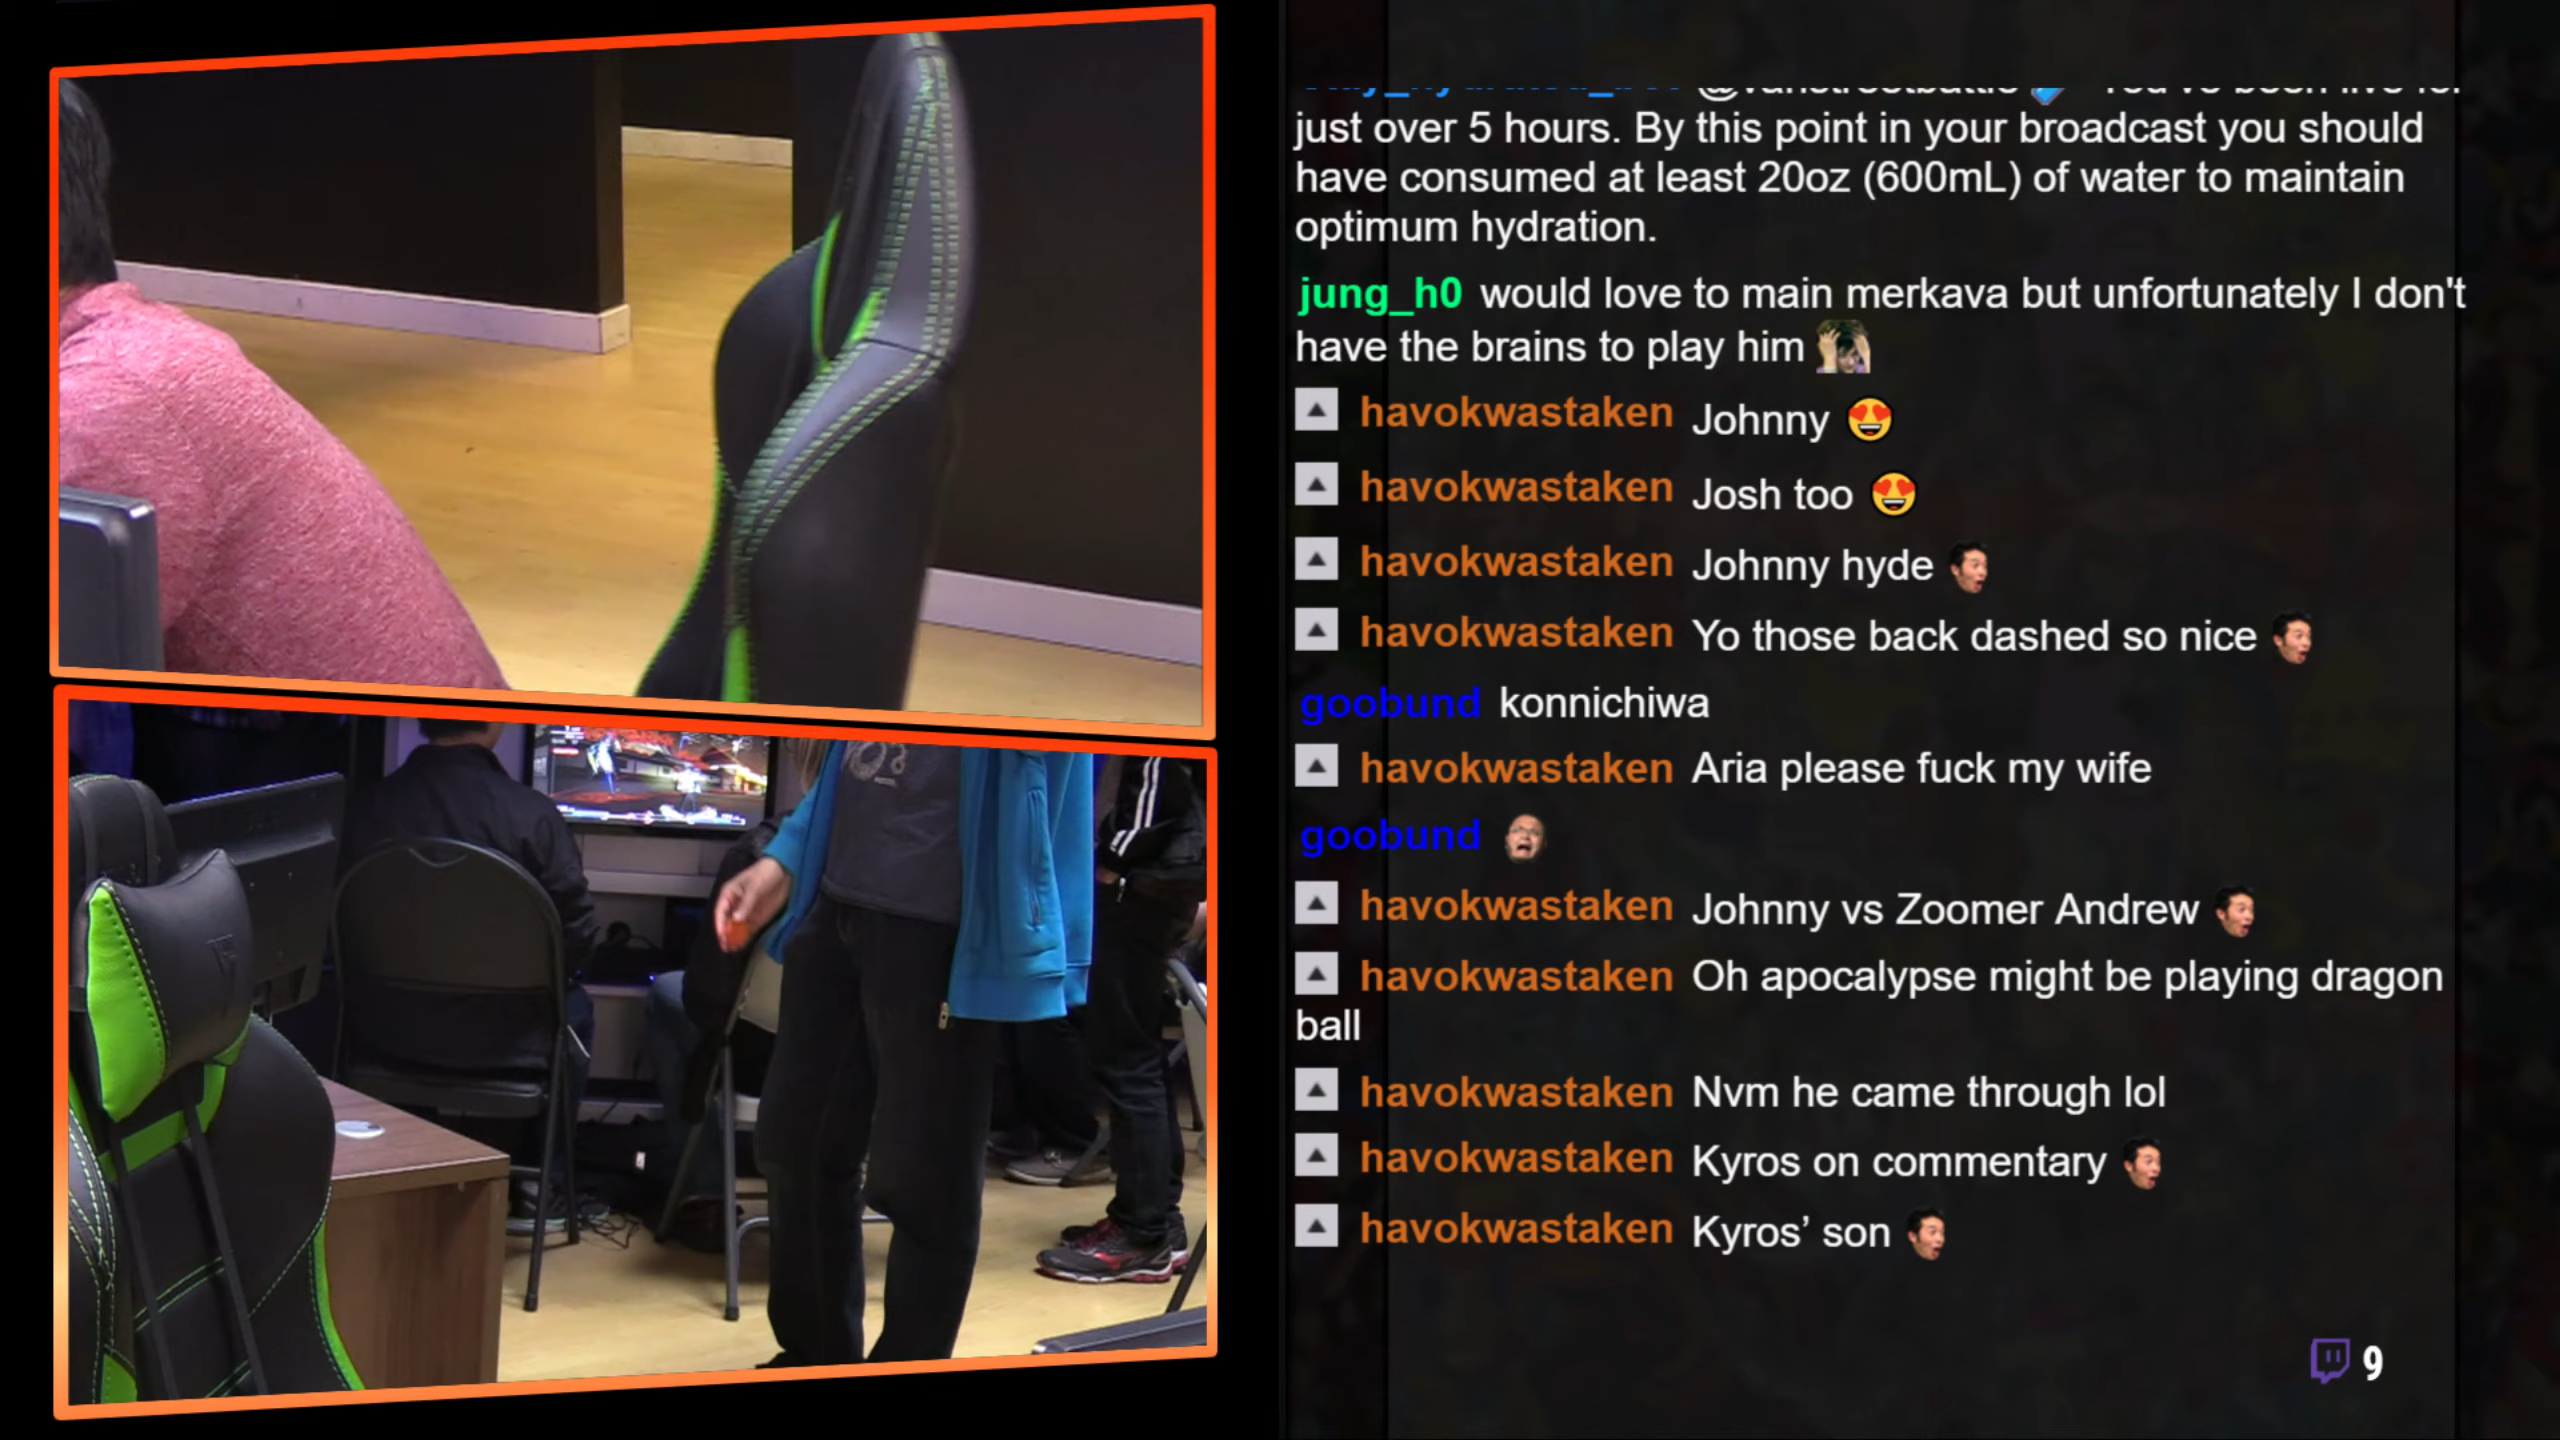 just over 5 hours. By this point in your broadcast you should
have consumed at least 20oz (600mL) of water to maintain
optimum hydration.
jung_h0 would love to main merkava but unfortunately I don't
have the brains to play him
havokwastaken Johnny 😍
havokwastaken Josh too 😍
havokwastaken Johnny hyde
havokwastaken Yo those back dashed so nice
goobund konnichiwa
havokwastaken Aria please fuck my wife
goobund
havokwastaken Johnny vs Zoomer Andrew
havokwastaken Oh apocalypse might be playing dragon
ball
havokwastaken Nvm he came through lol
havokwastaken Kyros on commentary
havokwastaken Kyros’ son
9